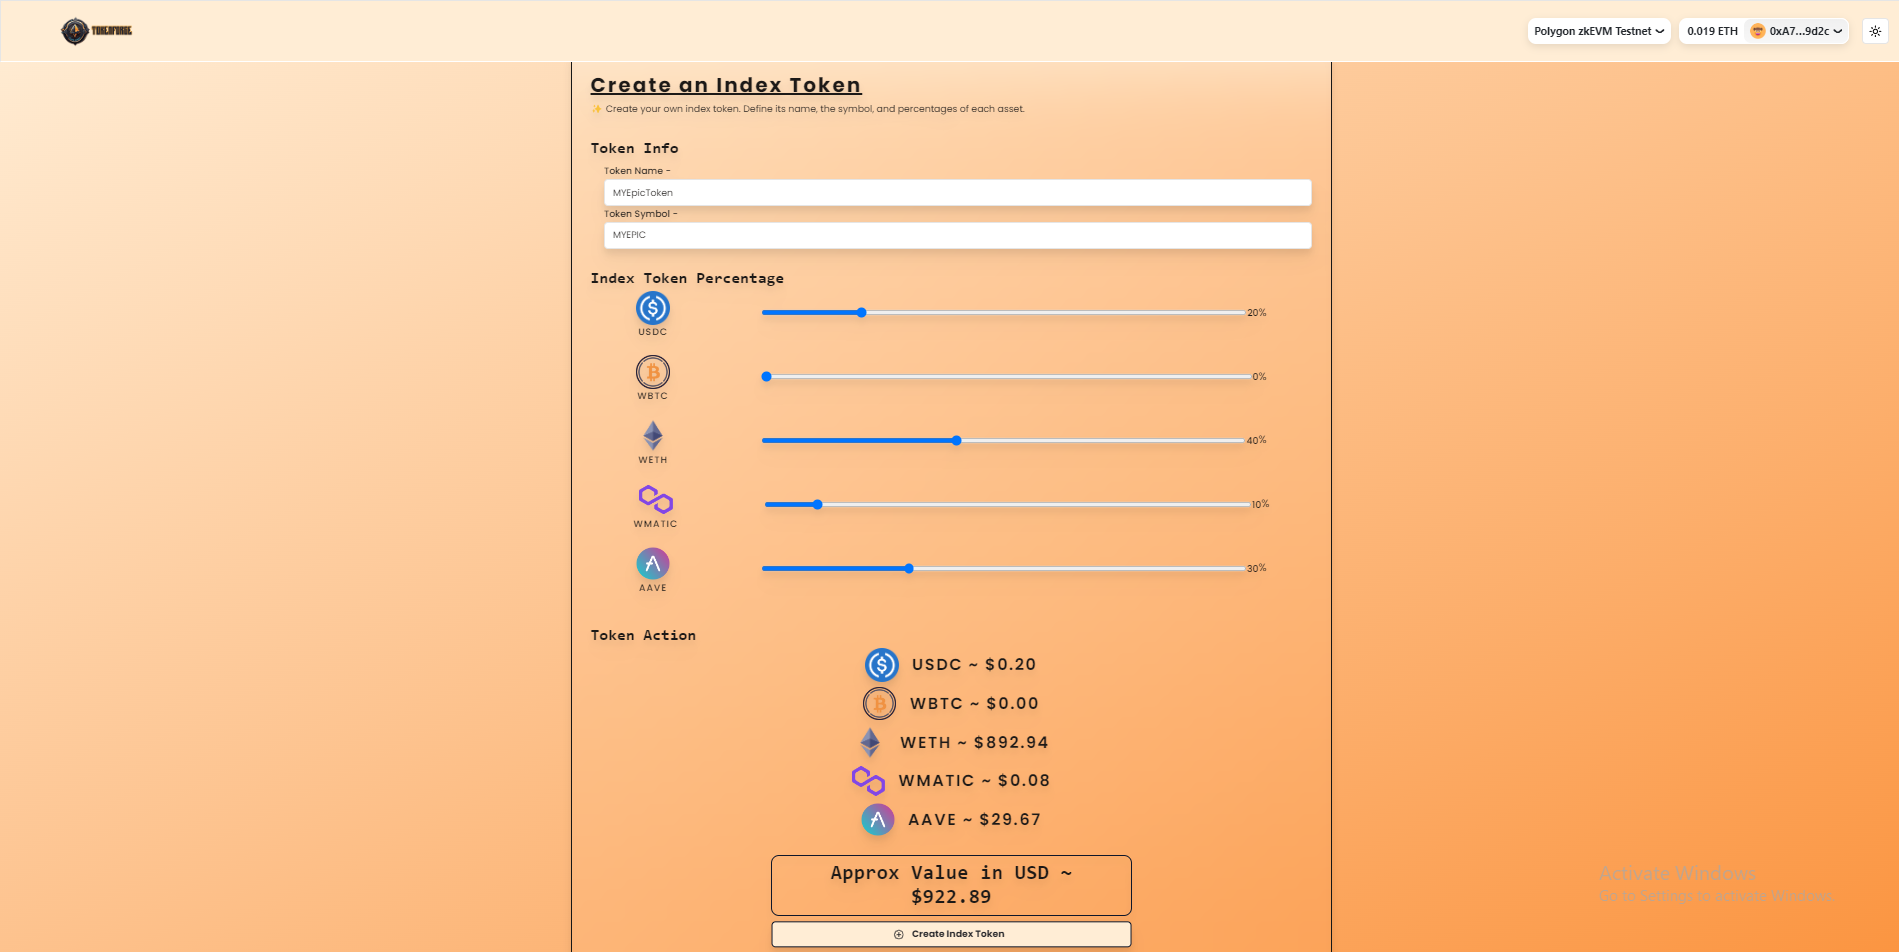 TOKENFORGE
Polygon zkEVM Testnet
0.019 ETH
0xA7...9d2c
Create an Index Token
✨ Create your own index token. Define its name, the symbol, and percentages of each asset.
Token Info
Token Name -
MYEpicToken
Token Symbol -
MYEPIC
Index Token Percentage
USDC
20%
WBTC
0%
WETH
40%
WMATIC
10%
AAVE
30%
Token Action
USDC ~ $0.20
WBTC ~ $0.00
WETH ~ $892.94
WMATIC ~ $0.08
AAVE ~ $29.67
Approx Value in USD ~
$922.89
Create Index Token
Activate Windows
Go to Settings to activate Windows.